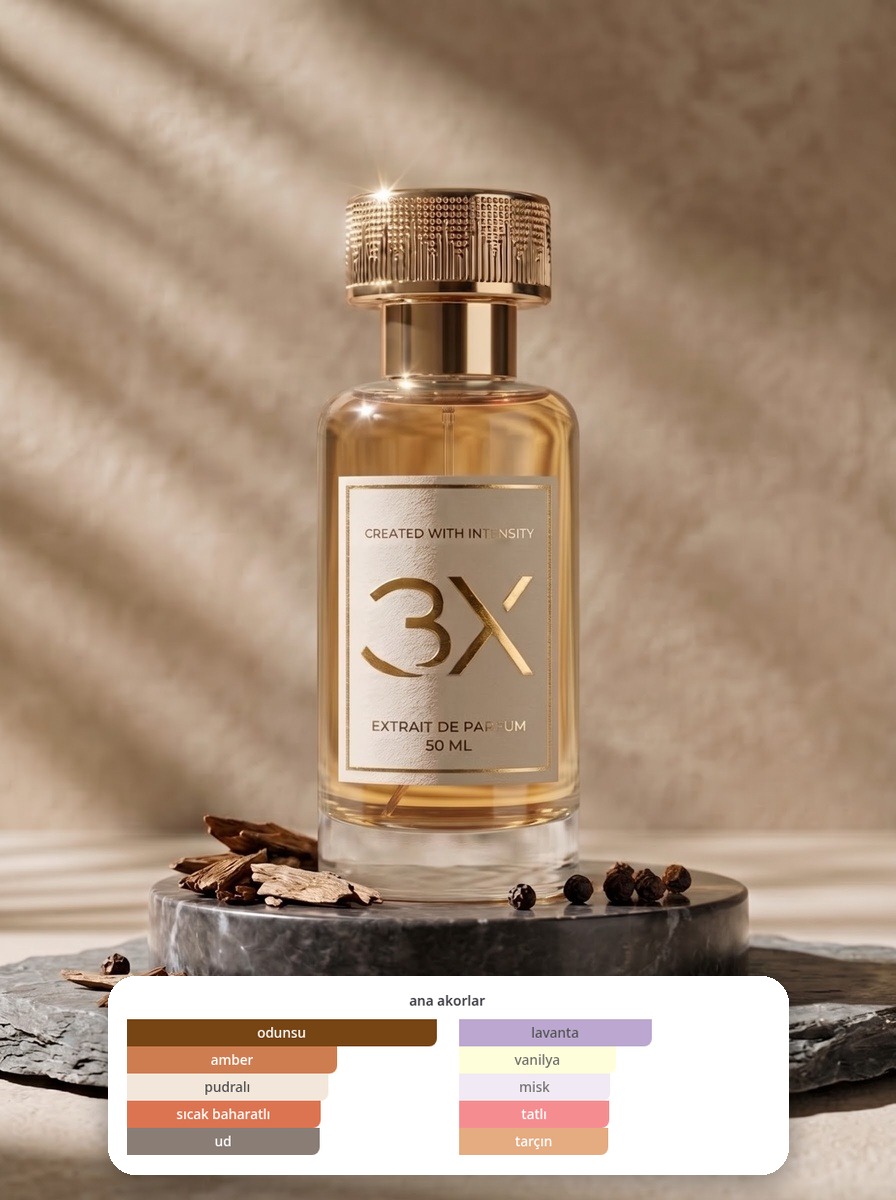 CREATED WITH INTENSITY
3X
EXTRAIT DE PARFUM
50 ML
ana akorlar
odunsu
amber
pudralı
sıcak baharatlı
ud
lavanta
vanilya
misk
tatlı
tarçın